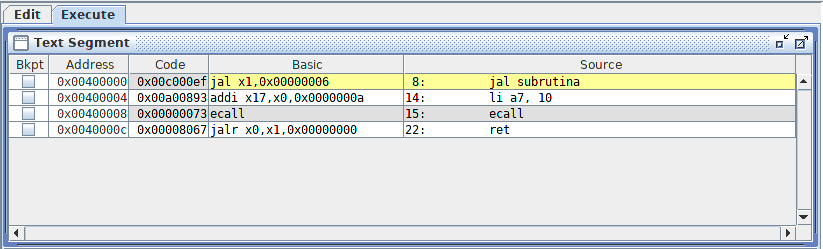 Edit Execute
Text Segment
Bkpt Address Code Basic Source
0x00400000 0x00c000ef jal x1,0x00000006 8: jal subrutina
0x00400004 0x00a00893 addi x17,x0,0x0000000a 14: li a7, 10
0x00400008 0x00000073 ecall 15: ecall
0x0040000c 0x00008067 jalr x0,x1,0x00000000 22: ret